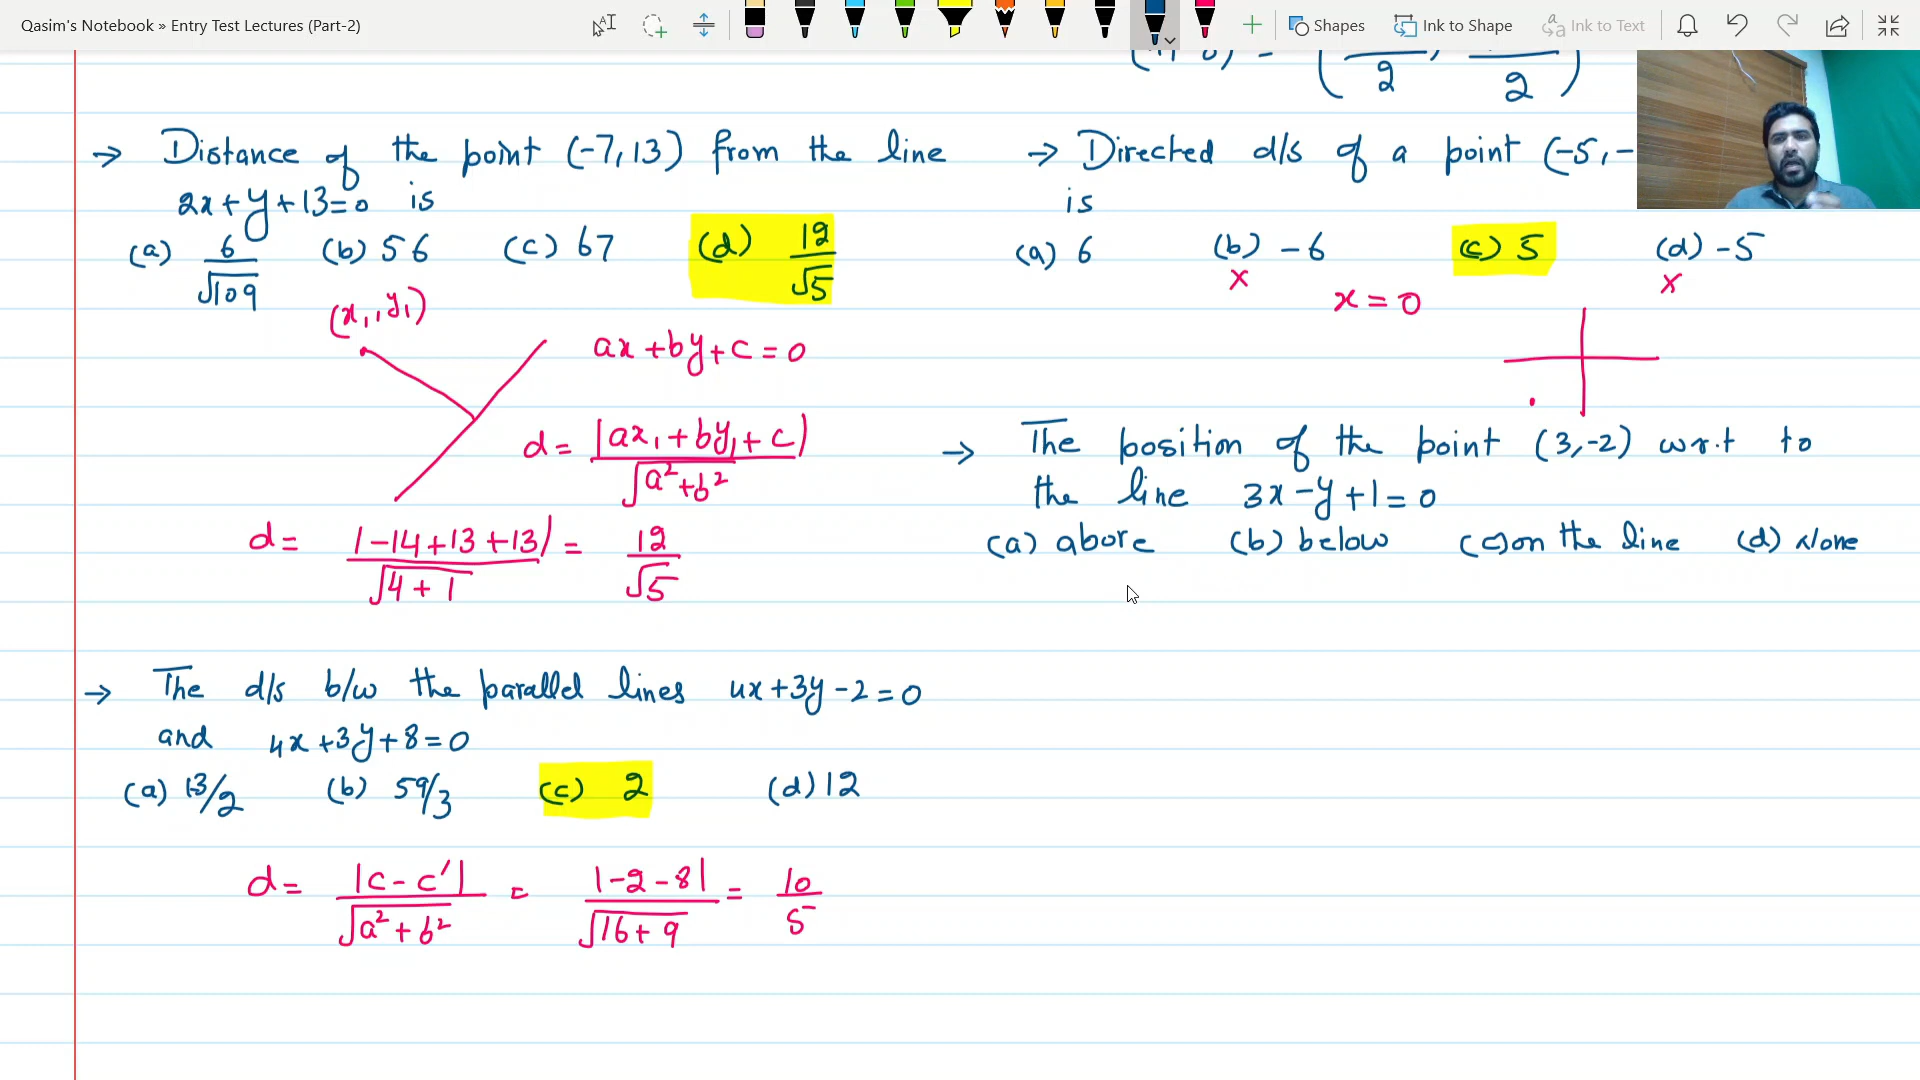 Qasim's Notebook » Entry Test Lectures (Part-2)
Shapes
Ink to Shape
Ink to Text
2 , 2 )
→ Distance of the point (-7,13) from the line
2x+y+13=0 is
(a) 6/√109 (b) 56 (c) 67 (d) 12/√5
(x₁,y₁)
ax+by+c=0
d= |ax₁+by₁+c|/√a²+b²
d= |-14+13+13|/√4+1 = 12/√5
→ The d/s b/w the parallel lines 4x+3y-2=0
and 4x+3y+8=0
(a) 13/2 (b) 59/3 (c) 2 (d) 12
d= |c-c'|/√a²+b² = |-2-8|/√16+9 = 10/5
→ Directed d/s of a point (-5,-
is
(a) 6 (b) -6 (c) 5 (d) -5
x x
x=0
→ The position of the point (3,-2) w.r.t to
the line 3x-y+1=0
(a) above (b) below (c) on the line (d) None